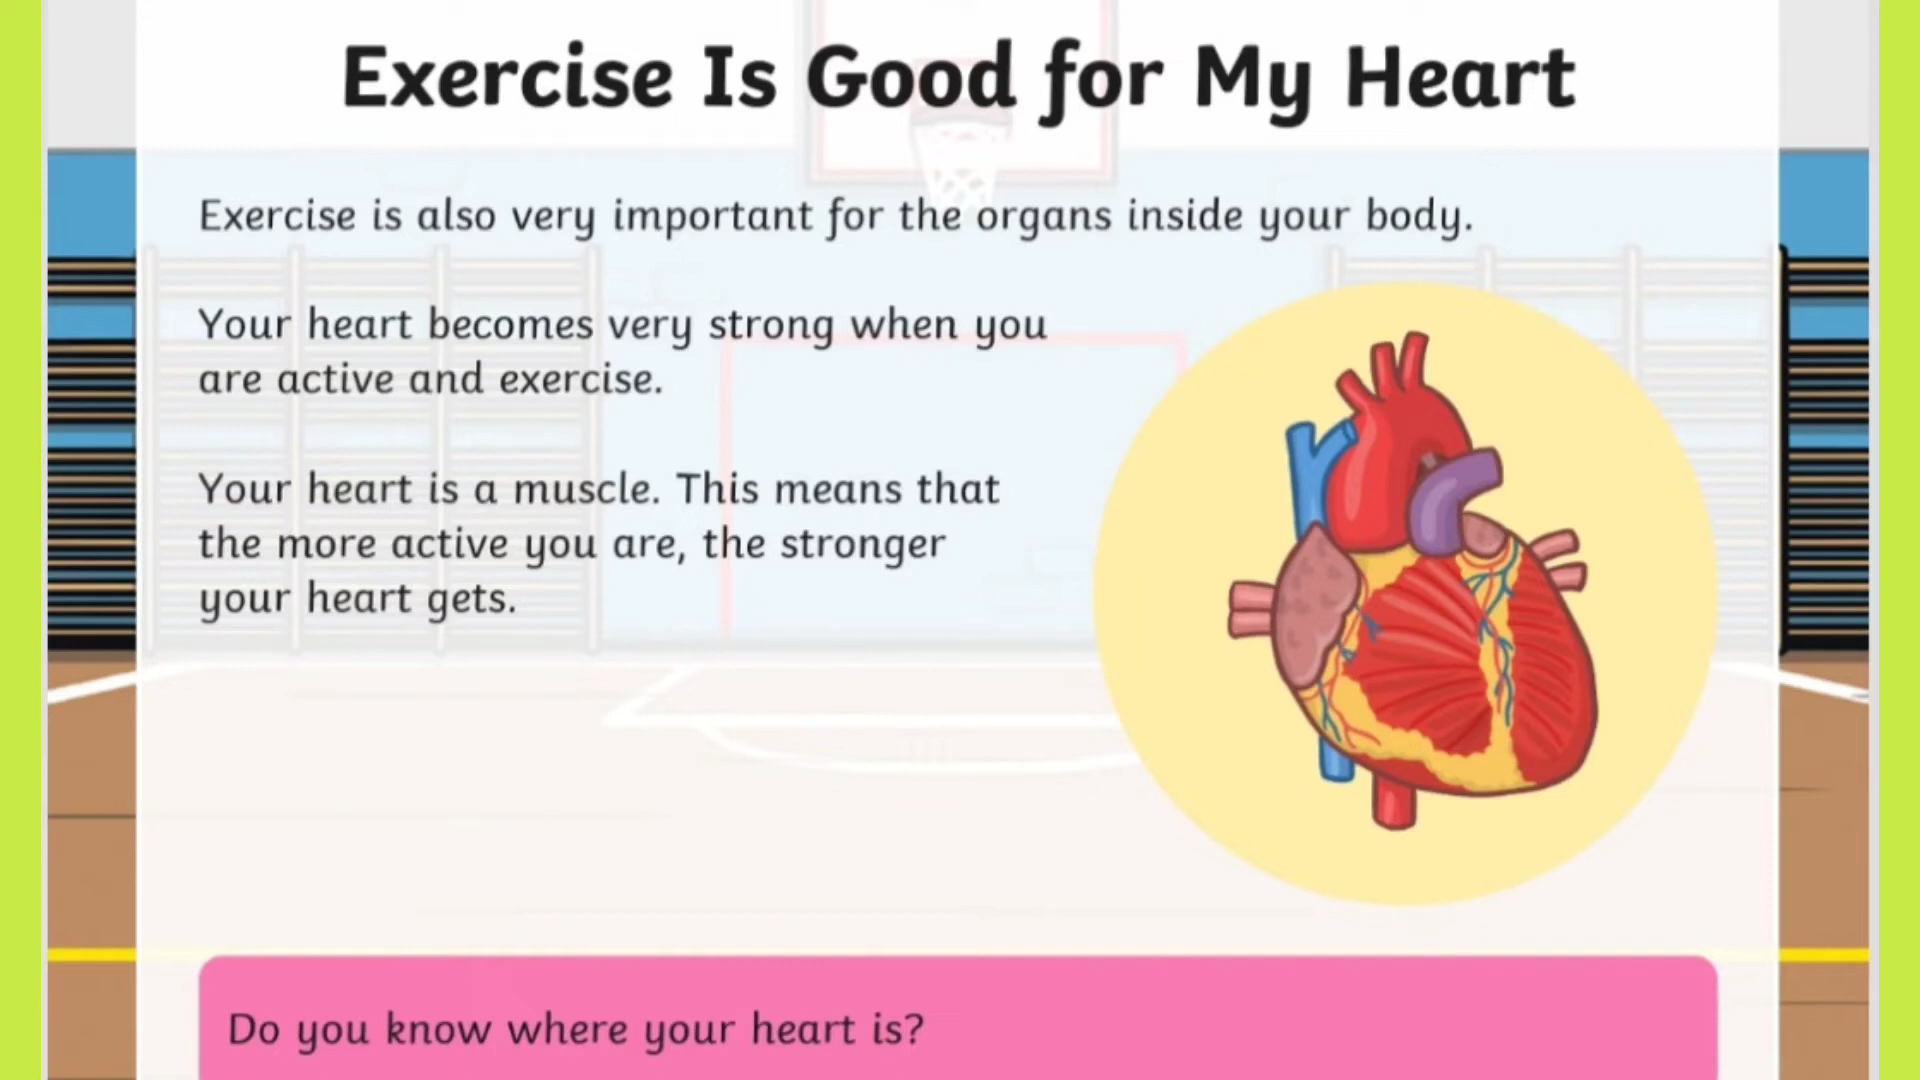 Exercise Is Good for My Heart
Exercise is also very important for the organs inside your body.
Your heart becomes very strong when you
are active and exercise.
Your heart is a muscle. This means that
the more active you are, the stronger
your heart gets.
Do you know where your heart is?